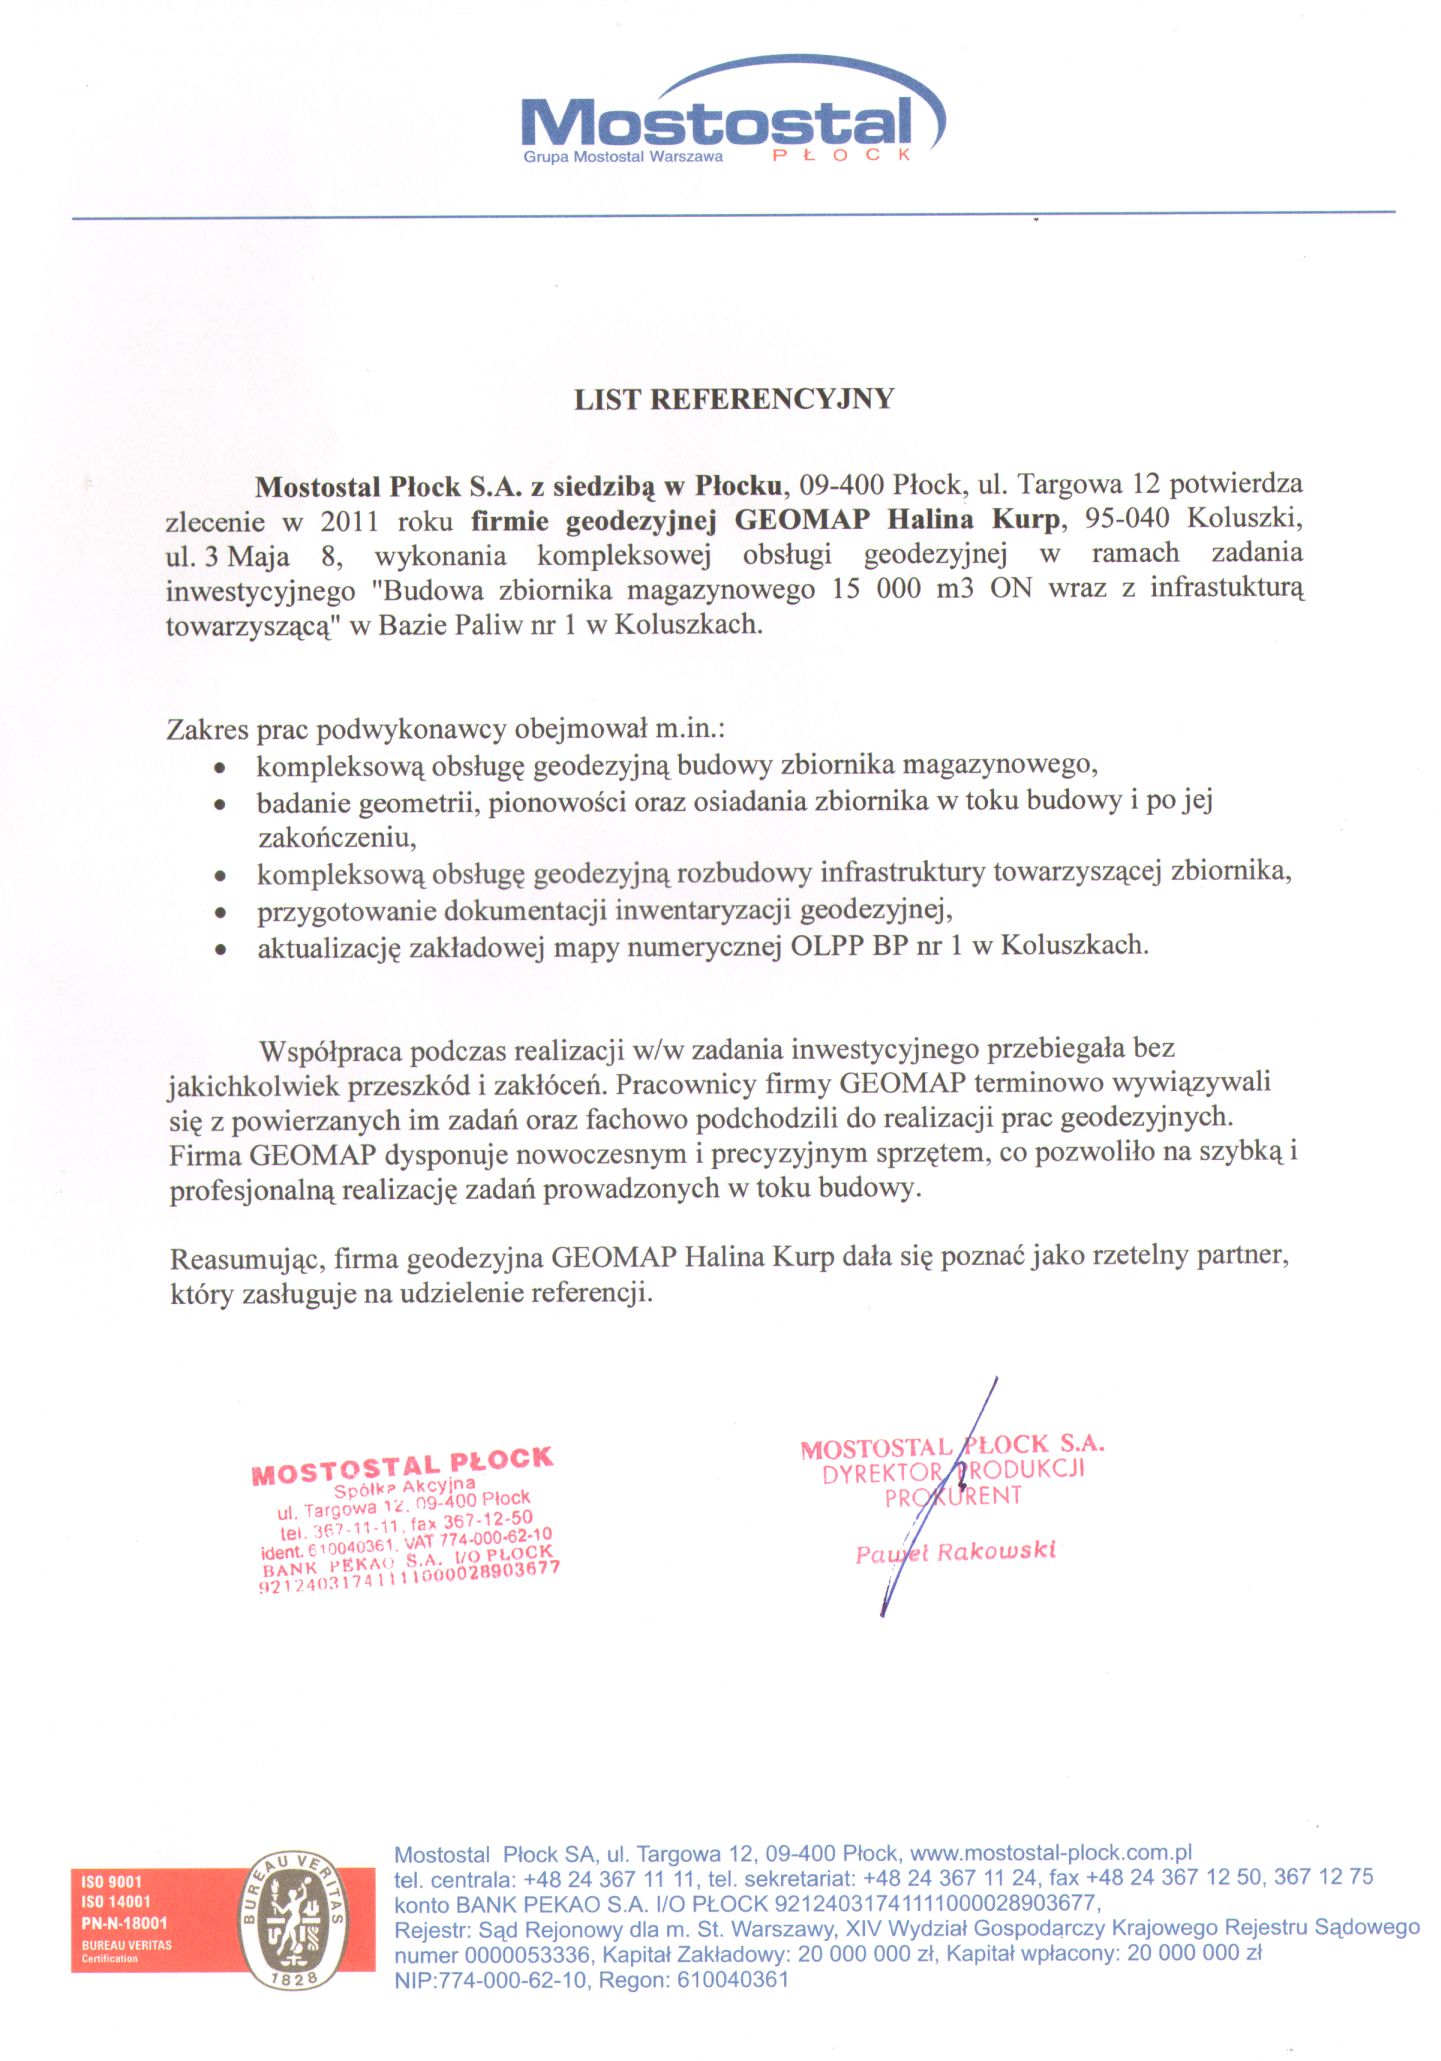 Mostostal
Grupa Mostostal Warszawa PŁOCK
LIST REFERENCYJNY
Mostostal Płock S.A. z siedzibą w Płocku, 09-400 Płock, ul. Targowa 12 potwierdza
zlecenie w 2011 roku firmie geodezyjnej GEOMAP Halina Kurp, 95-040 Koluszki,
ul. 3 Maja 8, wykonania kompleksowej obsługi geodezyjnej w ramach zadania
inwestycyjnego "Budowa zbiornika magazynowego 15 000 m3 ON wraz z infrastukturą
towarzyszącą" w Bazie Paliw nr 1 w Koluszkach.
Zakres prac podwykonawcy obejmował m.in.:
• kompleksową obsługę geodezyjną budowy zbiornika magazynowego,
• badanie geometrii, pionowości oraz osiadania zbiornika w toku budowy i po jej
zakończeniu,
• kompleksową obsługę geodezyjną rozbudowy infrastruktury towarzyszącej zbiornika,
• przygotowanie dokumentacji inwentaryzacji geodezyjnej,
• aktualizację zakładowej mapy numerycznej OLPP BP nr 1 w Koluszkach.
Współpraca podczas realizacji w/w zadania inwestycyjnego przebiegała bez
jakichkolwiek przeszkód i zakłóceń. Pracownicy firmy GEOMAP terminowo wywiązywali
się z powierzanych im zadań oraz fachowo podchodzili do realizacji prac geodezyjnych.
Firma GEOMAP dysponuje nowoczesnym i precyzyjnym sprzętem, co pozwoliło na szybką i
profesjonalną realizację zadań prowadzonych w toku budowy.
Reasumując, firma geodezyjna GEOMAP Halina Kurp dała się poznać jako rzetelny partner,
który zasługuje na udzielenie referencji.
MOSTOSTAL PŁOCK
Spółka Akcyjna
ul. Targowa 12, 09-400 Płock
tel. 367-11-11, fax 367-12-50
ident. 610040361, VAT 774-000-62-10
BANK PEKAO S.A. I/O PŁOCK
92124031741111000028903677
MOSTOSTAL PŁOCK S.A.
DYREKTOR PRODUKCJI
PROKURENT
Paweł Rakowski
ISO 9001
ISO 14001
PN-N-18001
BUREAU VERITAS
Certification
BUREAU VERITAS
1828
Mostostal Płock SA, ul. Targowa 12, 09-400 Płock, www.mostostal-plock.com.pl
tel. centrala: +48 24 367 11 11, tel. sekretariat: +48 24 367 11 24, fax +48 24 367 12 50, 367 12 75
konto BANK PEKAO S.A. I/O PŁOCK 92124031741111000028903677,
Rejestr: Sąd Rejonowy dla m. St. Warszawy, XIV Wydział Gospodarczy Krajowego Rejestru Sądowego
numer 0000053336, Kapitał Zakładowy: 20 000 000 zł, Kapitał wpłacony: 20 000 000 zł
NIP:774-000-62-10, Regon: 610040361